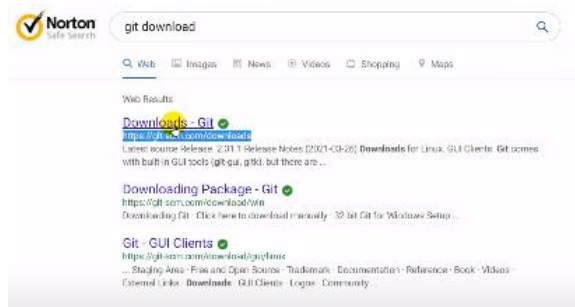 Norton
Safe Search
git download
Web Images News Videos Shopping Maps
Web Results
Downloads - Git
https://git-scm.com/downloads
Latest source Release. 2.31.1 Release Notes (2021-03-26) Downloads for Linux. GUI Clients. Git comes
with built-in GUI tools (git-gui, gitk), but there are ...
Downloading Package - Git
https://git-scm.com/download/win
Downloading Git · Click here to download manually · 32-bit Git for Windows Setup ...
Git - GUI Clients
https://git-scm.com/download/gui/linux
... Staging Area · Free and Open Source · Trademark · Documentation · Reference · Book · Videos ·
External Links · Downloads · GUI Clients · Logos · Community ...